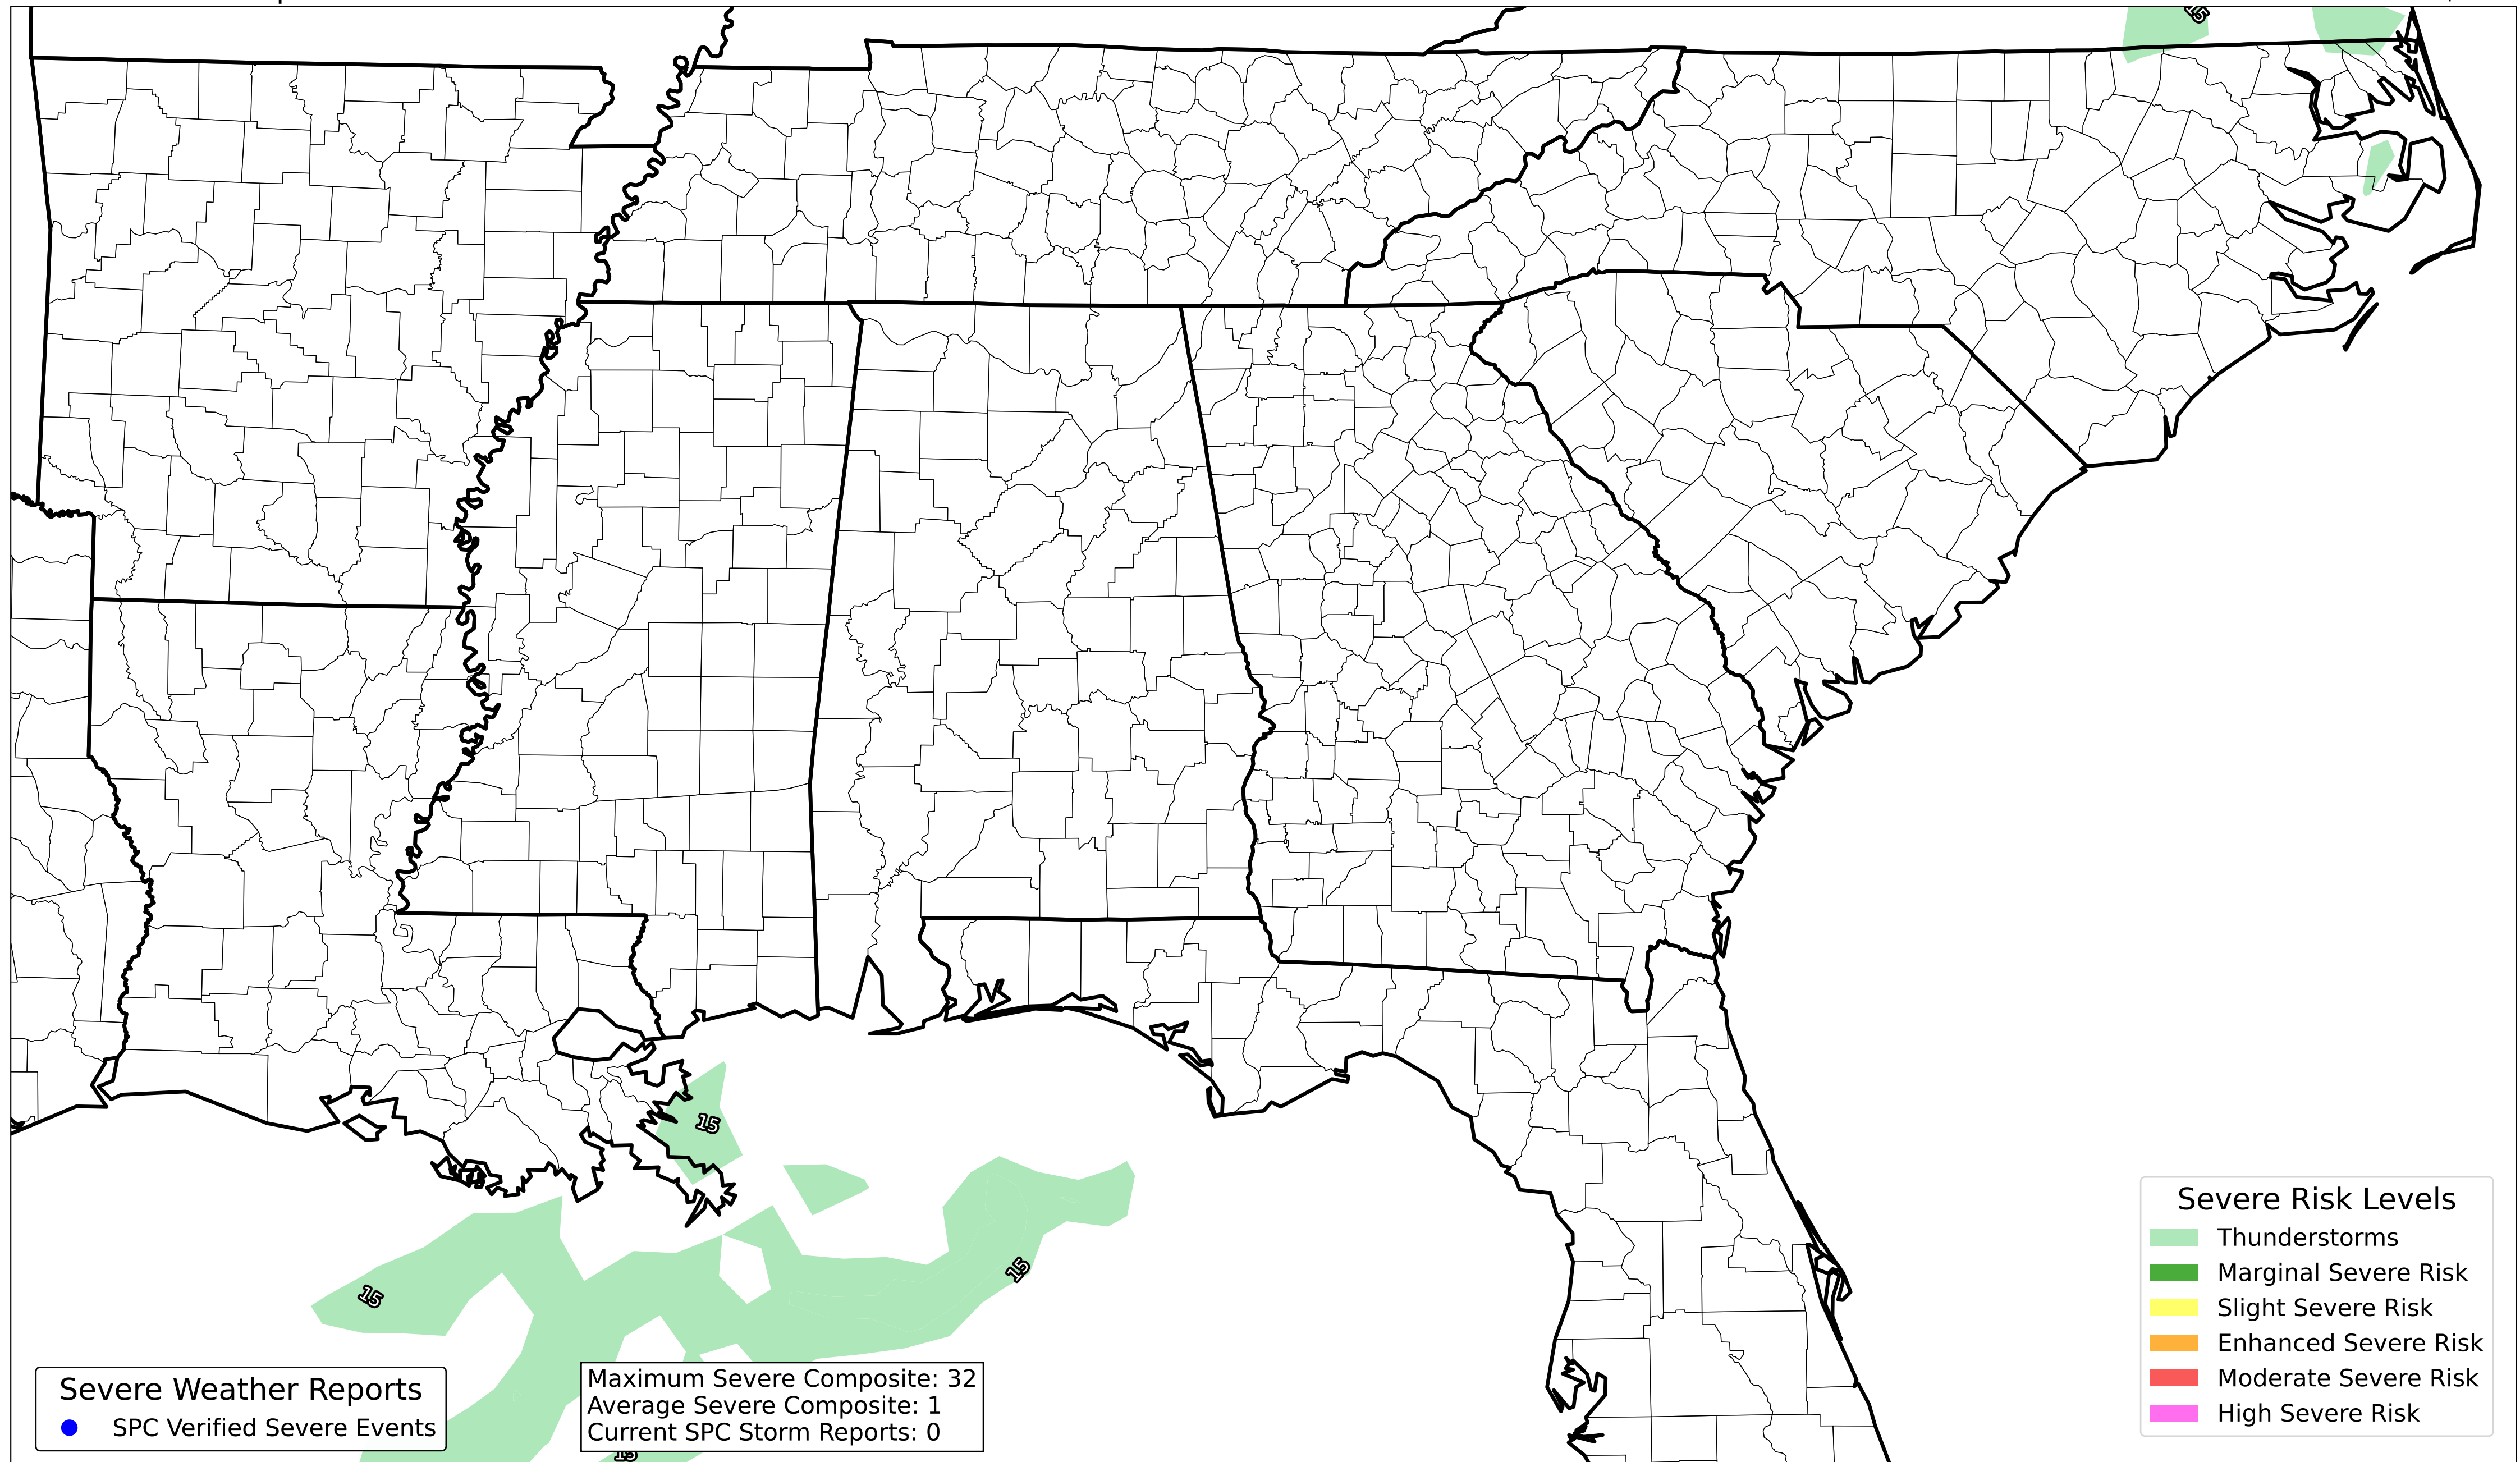 15
15
15
15
Severe Risk Levels
Thunderstorms
Marginal Severe Risk
Slight Severe Risk
Enhanced Severe Risk
Moderate Severe Risk
High Severe Risk
Severe Weather Reports
SPC Verified Severe Events
Maximum Severe Composite: 32
Average Severe Composite: 1
Current SPC Storm Reports: 0
15